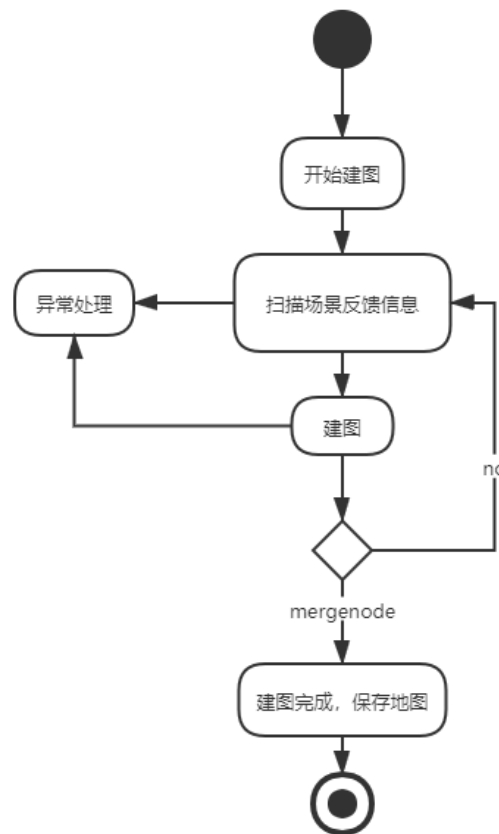 开始建图
异常处理
扫描场景反馈信息
建图
no
mergenode
建图完成，保存地图